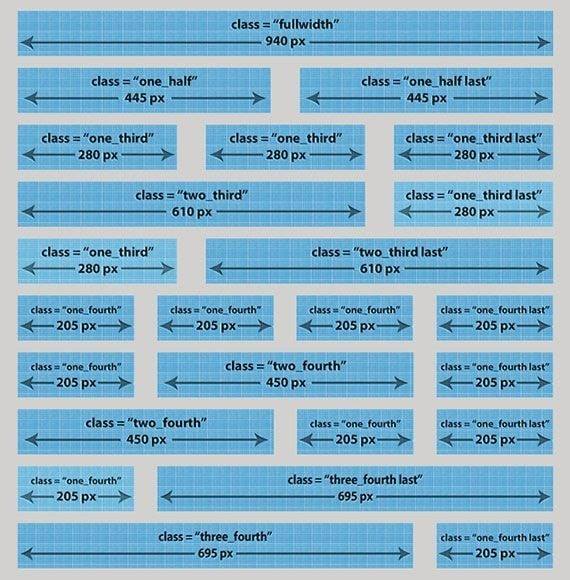 class = “fullwidth”
940 px
class = “one_half”
445 px
class = “one_half last”
445 px
class = “one_third”
280 px
class = “one_third”
280 px
class = “one_third last”
280 px
class = “two_third”
610 px
class = “one_third last”
280 px
class = “one_third”
280 px
class = “two_third last”
610 px
class = “one_fourth”
205 px
class = “one_fourth”
205 px
class = “one_fourth”
205 px
class = “one_fourth last”
205 px
class = “one_fourth”
205 px
class = “two_fourth”
450 px
class = “one_fourth last”
205 px
class = “two_fourth”
450 px
class = “one_fourth”
205 px
class = “one_fourth last”
205 px
class = “one_fourth”
205 px
class = “three_fourth last”
695 px
class = “three_fourth”
695 px
class = “one_fourth last”
205 px